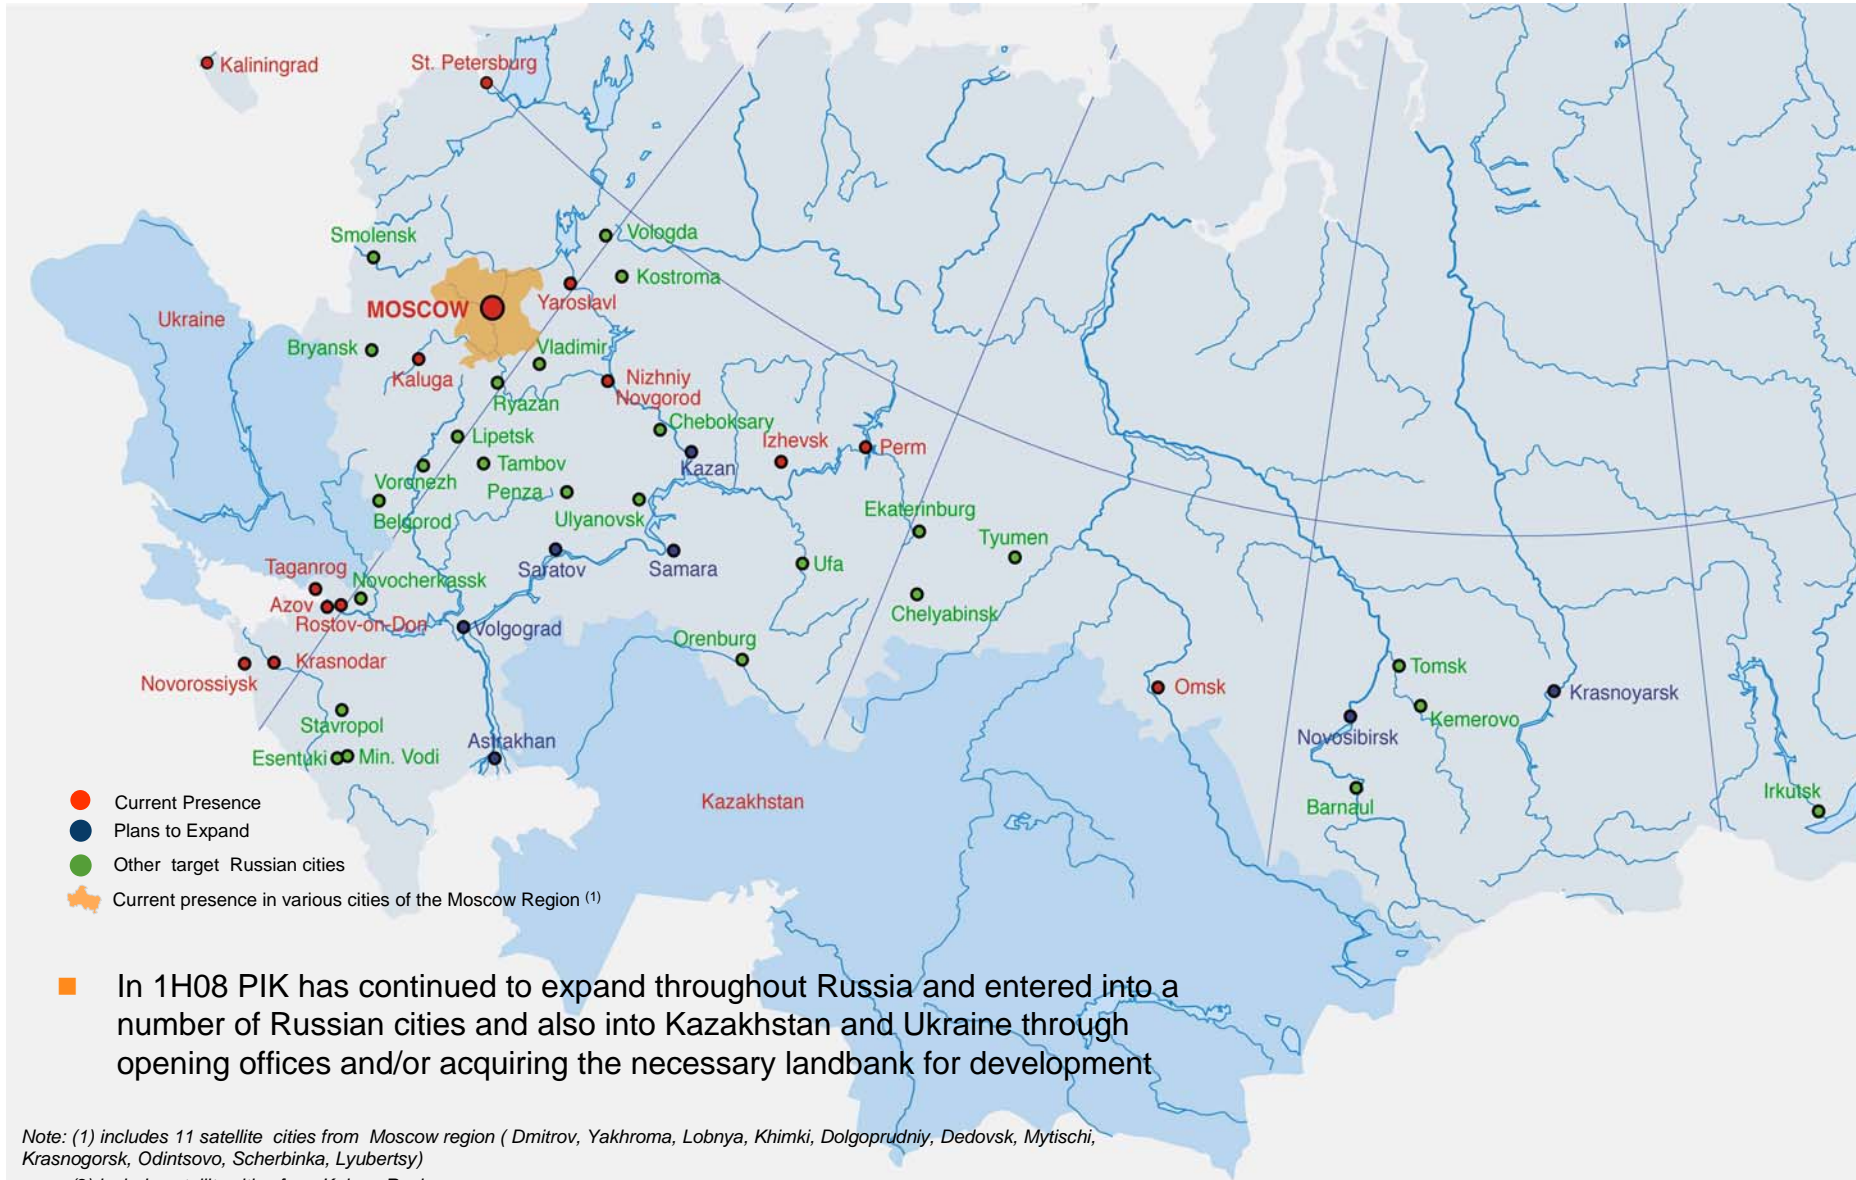 Kaliningrad
St. Petersburg
Smolensk
Vologda
Kostroma
MOSCOW
Yaroslavl
Ukraine
Bryansk
Vladimir
Kaluga
Nizhniy
Novgorod
Ryazan
Cheboksary
Lipetsk
Izhevsk
Perm
Tambov
Kazan
Voronezh
Penza
Belgorod
Ulyanovsk
Ekaterinburg
Tyumen
Taganrog
Novocherkassk
Saratov
Samara
Ufa
Azov
Rostov-on-Don
Chelyabinsk
Volgograd
Orenburg
Krasnodar
Novorossiysk
Tomsk
Omsk
Krasnoyarsk
Stavropol
Kemerovo
Astrakhan
Novosibirsk
Esentuki
Min. Vodi
Kazakhstan
Barnaul
Irkutsk
Current Presence
Plans to Expand
Other target Russian cities
Current presence in various cities of the Moscow Region (1)
In 1H08 PIK has continued to expand throughout Russia and entered into a
number of Russian cities and also into Kazakhstan and Ukraine through
opening offices and/or acquiring the necessary landbank for development
Note: (1) includes 11 satellite cities from Moscow region ( Dmitrov, Yakhroma, Lobnya, Khimki, Dolgoprudniy, Dedovsk, Mytischi,
Krasnogorsk, Odintsovo, Scherbinka, Lyubertsy)